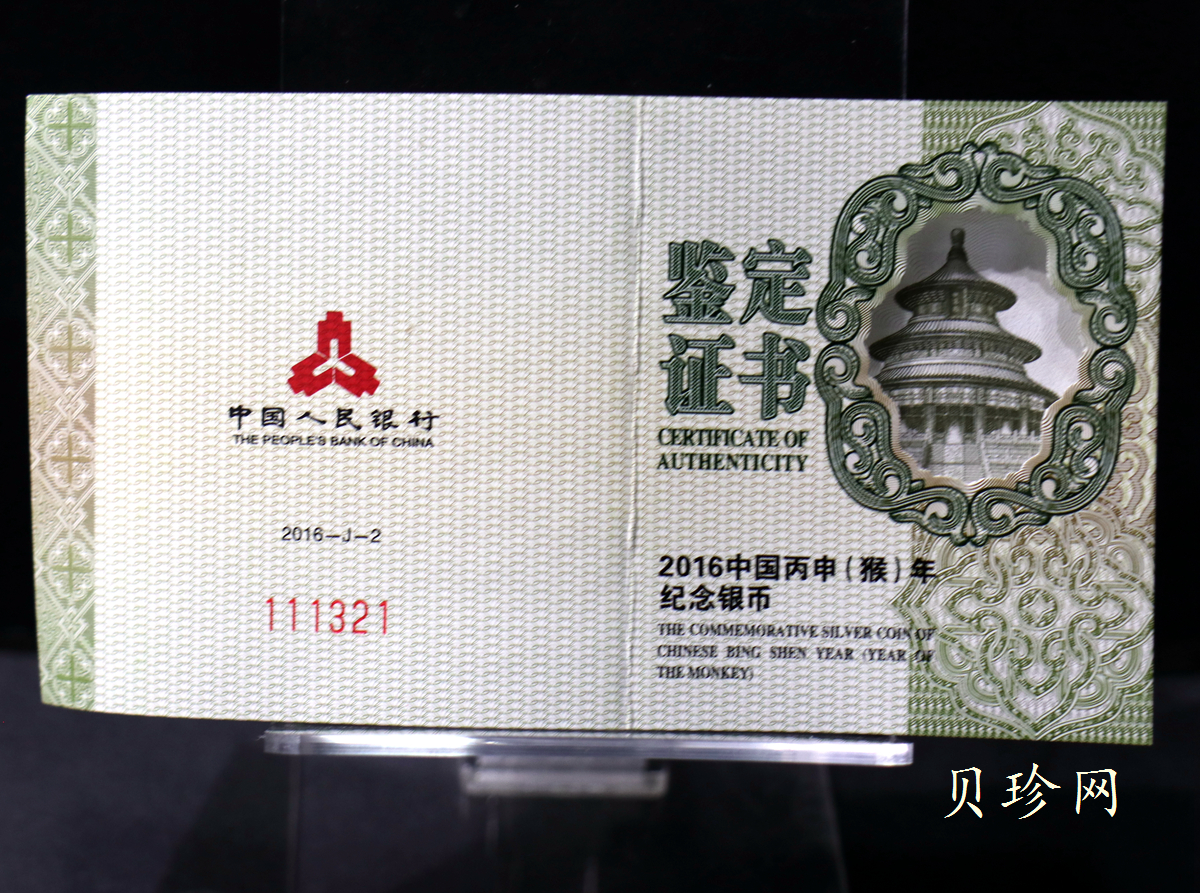 中国人民银行
THE PEOPLE'S BANK OF CHINA
2016—J—2
111321
鉴定
证书
CERTIFICATE OF
AUTHENTICITY
2016中国丙申(猴)年
纪念银币
THE COMMEMORATIVE SILVER COIN OF
CHINESE BING SHEN YEAR (YEAR OF
THE MONKEY)
贝珍网